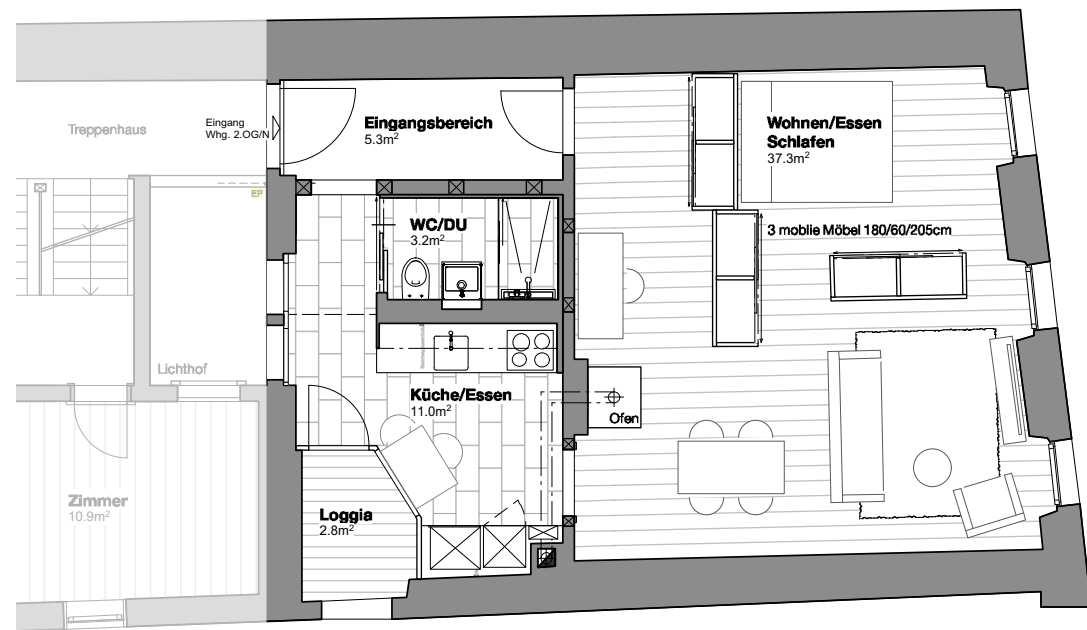 Treppenhaus
Eingang
Whg. 2.OG/N
Eingangsbereich
5.3m²
Wohnen/Essen
Schlafen
37.3m²
EP
WC/DU
3.2m²
3 moblie Möbel 180/60/205cm
Lichthof
Küche/Essen
11.0m²
Ofen
Zimmer
10.9m²
Loggia
2.8m²